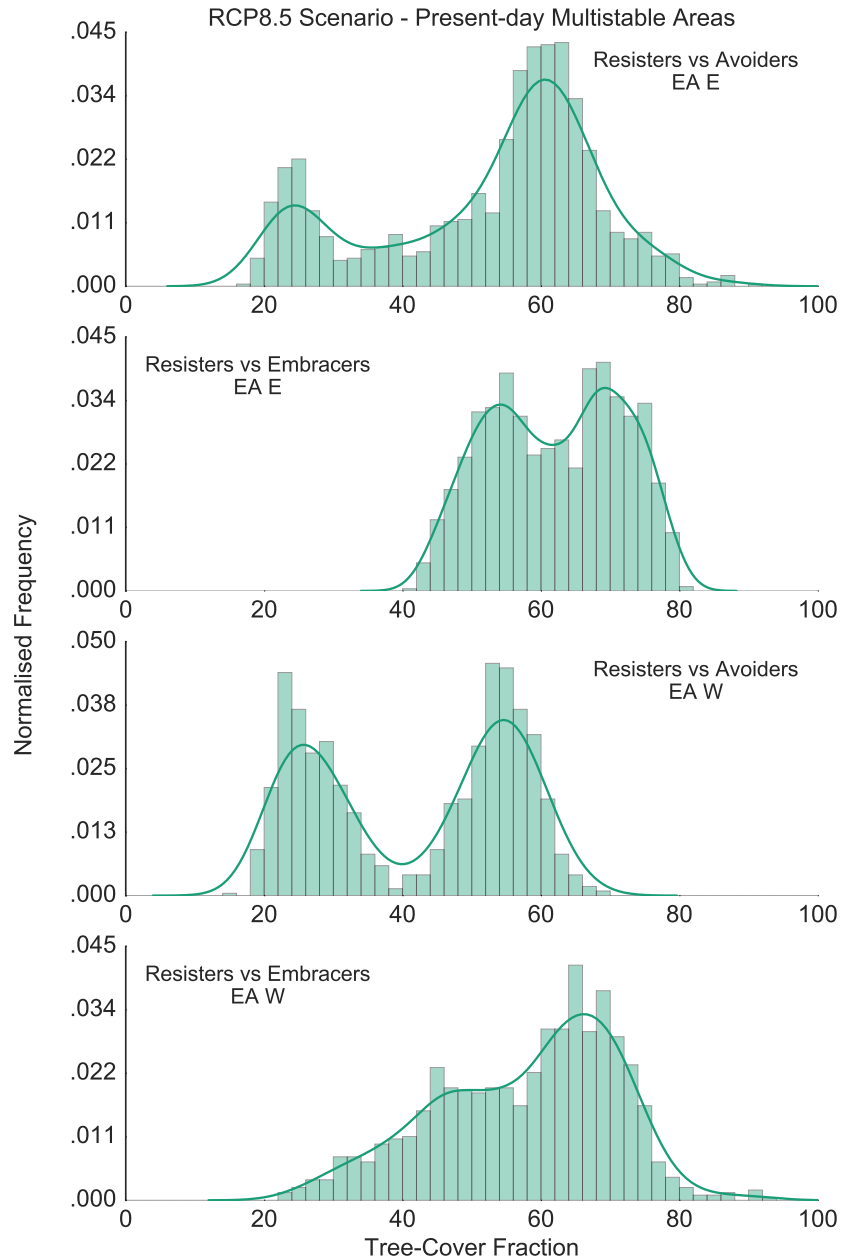 RCP8.5 Scenario - Present-day Multistable Areas
.045
.034
.022
.011
.000
Resisters vs Avoiders
EA E
0 20 40 60 80 100
.045
.034
.022
.011
.000
Resisters vs Embracers
EA E
0 20 40 60 80 100
Normalised Frequency
.050
.038
.025
.013
.000
Resisters vs Avoiders
EA W
0 20 40 60 80 100
.045
.034
.022
.011
.000
Resisters vs Embracers
EA W
0 20 40 60 80 100
Tree-Cover Fraction